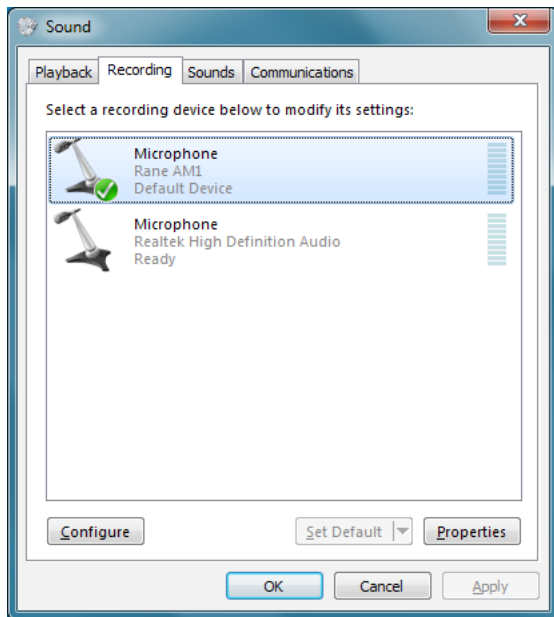 Sound
Playback Recording Sounds Communications
Select a recording device below to modify its settings:
Microphone
Rane AM1
Default Device
Microphone
Realtek High Definition Audio
Ready
Configure Set Default Properties
OK Cancel Apply